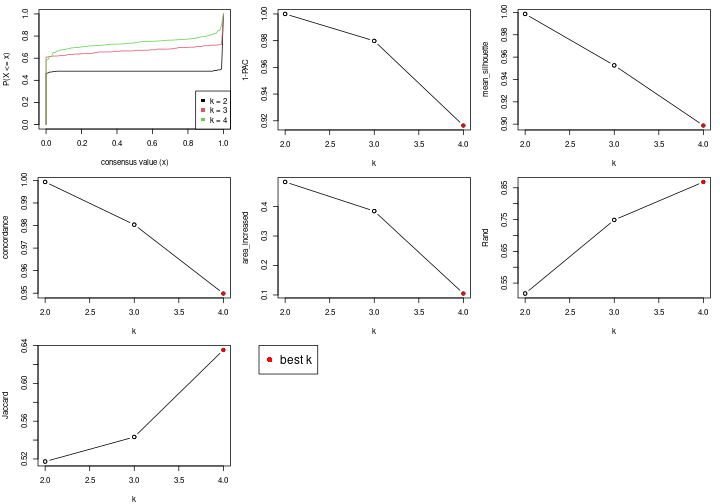 P(X <= x)
1.0
0.8
0.6
0.4
0.2
0.0
0.0 0.2 0.4 0.6 0.8 1.0
consensus value (x)
k = 2
k = 3
k = 4
1-PAC
1.00
0.98
0.96
0.94
0.92
2.0 2.5 3.0 3.5 4.0
k
mean_silhouette
1.00
0.98
0.96
0.94
0.92
0.90
2.0 2.5 3.0 3.5 4.0
k
concordance
1.00
0.99
0.98
0.97
0.96
0.95
2.0 2.5 3.0 3.5 4.0
k
area_increased
0.4
0.3
0.2
0.1
2.0 2.5 3.0 3.5 4.0
k
Rand
0.85
0.75
0.65
0.55
2.0 2.5 3.0 3.5 4.0
k
Jaccard
0.64
0.60
0.56
0.52
2.0 2.5 3.0 3.5 4.0
k
best k